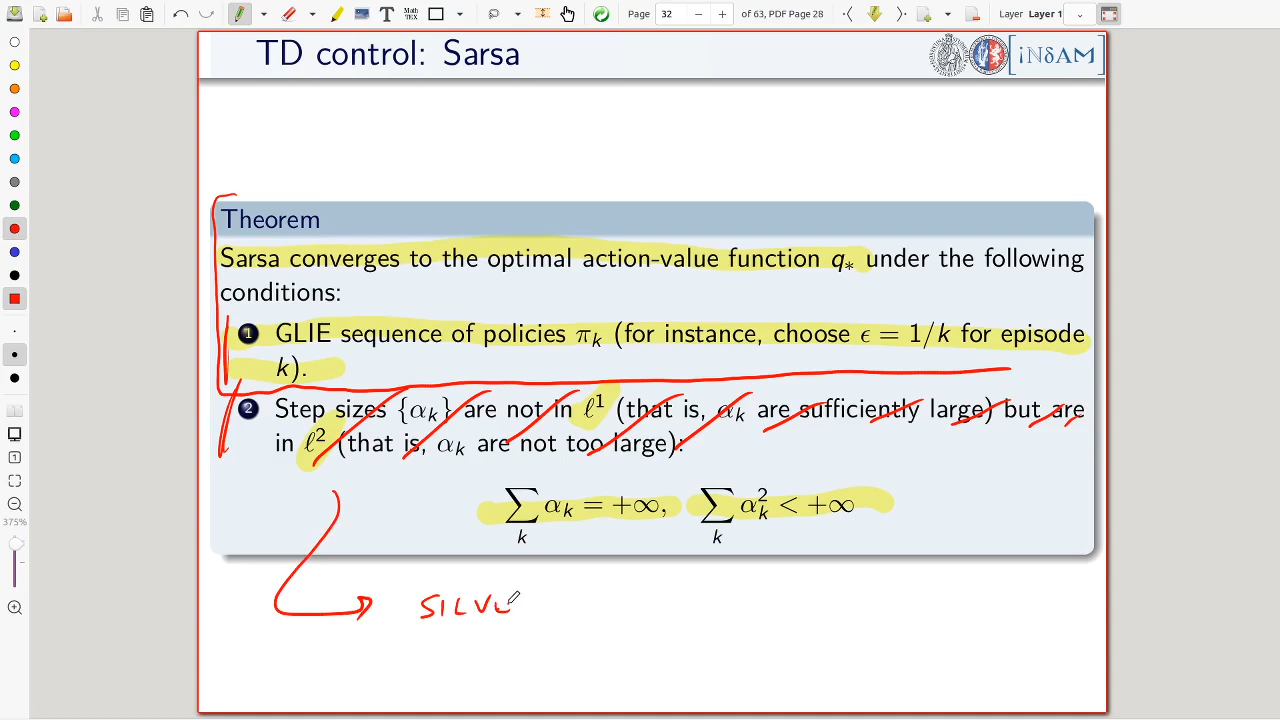 Page 32 of 64 PDF Page 28 Layer Layer 1
TD control: Sarsa
iNδAM
Theorem
Sarsa converges to the optimal action-value function q∗ under the following
conditions:
1 GLIE sequence of policies πk (for instance, choose ϵ = 1/k for episode
k).
2 Step sizes {αk} are not in ℓ¹ (that is, αk are sufficiently large) but are
in ℓ² (that is, αk are not too large):
∑k αk = +∞, ∑k αk² < +∞
SILVE
375%